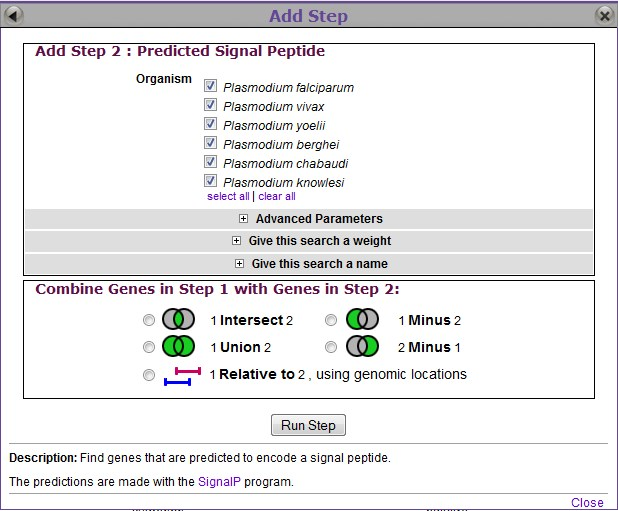 Add Step
Add Step 2 : Predicted Signal Peptide
Organism
Plasmodium falciparum
Plasmodium vivax
Plasmodium yoelii
Plasmodium berghei
Plasmodium chabaudi
Plasmodium knowlesi
select all | clear all
Advanced Parameters
Give this search a weight
Give this search a name
Combine Genes in Step 1 with Genes in Step 2:
1 Intersect 2
1 Minus 2
1 Union 2
2 Minus 1
1 Relative to 2 , using genomic locations
Run Step
Description: Find genes that are predicted to encode a signal peptide.
The predictions are made with the SignalP program.
Close